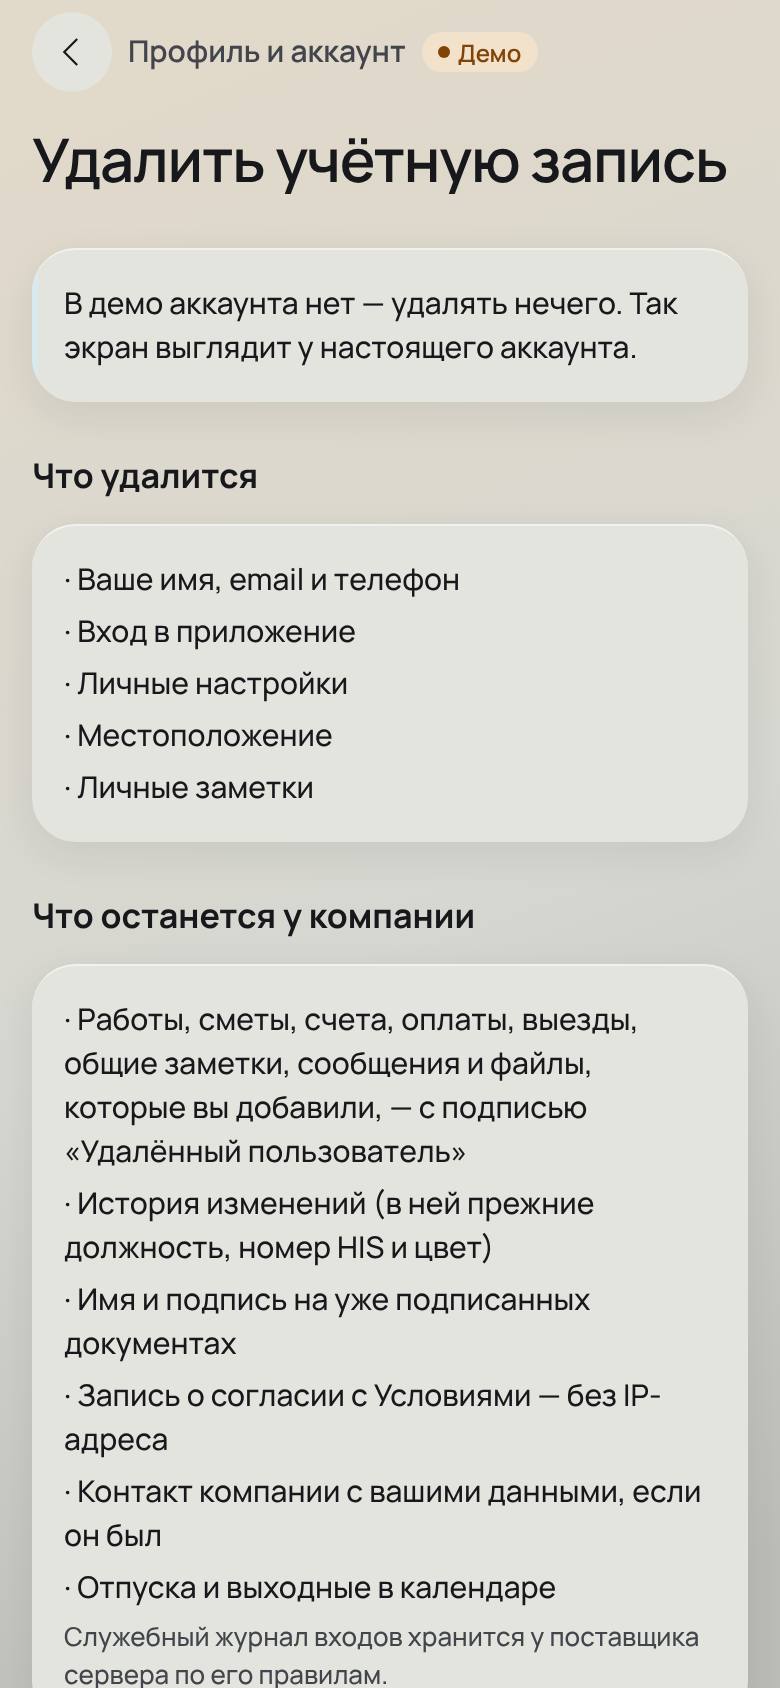 Профиль и аккаунт
Демо
Удалить учётную запись
В демо аккаунта нет — удалять нечего. Так
экран выглядит у настоящего аккаунта.
Что удалится
· Ваше имя, email и телефон
· Вход в приложение
· Личные настройки
· Местоположение
· Личные заметки
Что останется у компании
· Работы, сметы, счета, оплаты, выезды,
общие заметки, сообщения и файлы,
которые вы добавили, — с подписью
«Удалённый пользователь»
· История изменений (в ней прежние
должность, номер HIS и цвет)
· Имя и подпись на уже подписанных
документах
· Запись о согласии с Условиями — без IP-
адреса
· Контакт компании с вашими данными, если
он был
· Отпуска и выходные в календаре
Служебный журнал входов хранится у поставщика
сервера по его правилам.